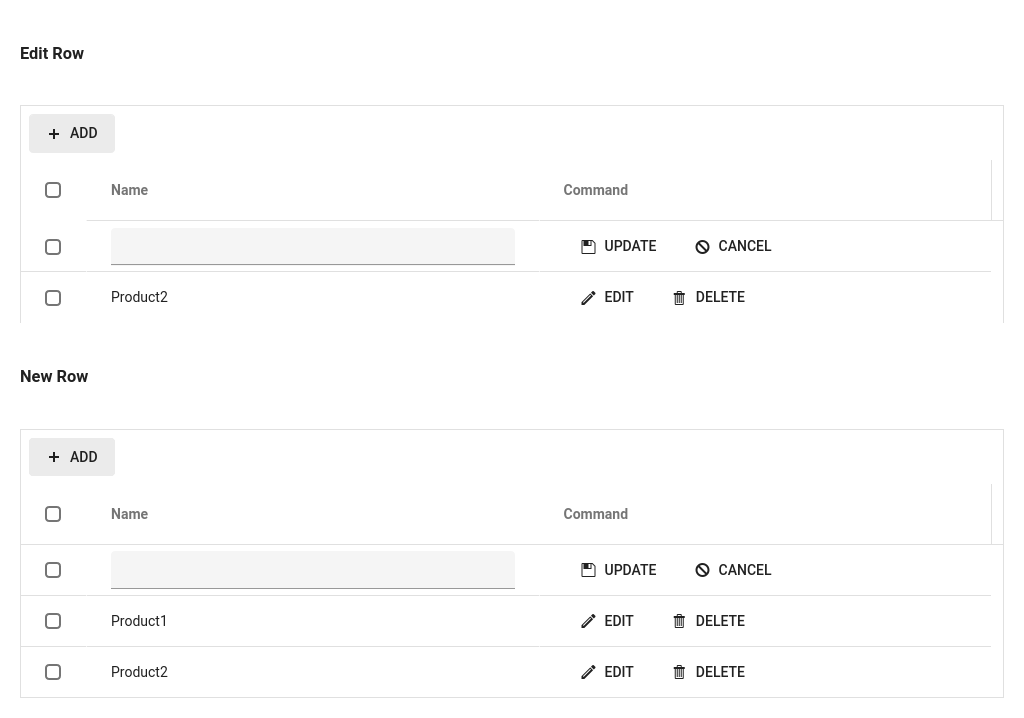 Edit Row
ADD
Name Command
UPDATE CANCEL
Product2 EDIT DELETE
New Row
ADD
Name Command
UPDATE CANCEL
Product1 EDIT DELETE
Product2 EDIT DELETE